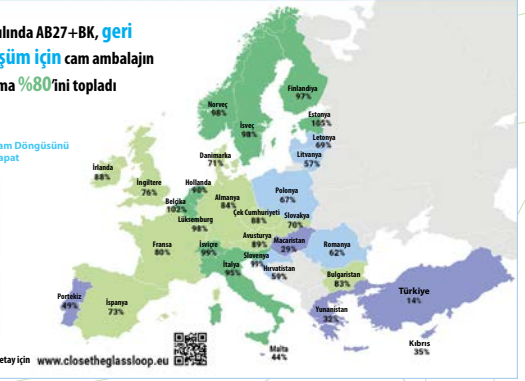 ılında AB27+BK, geri
şüm için cam ambalajın
ma %80'ini topladı
am Döngüsünü
apat
Finlandiya
97%
Norveç
98%
İsveç
98%
Estonya
105%
Letonya
69%
Litvanya
57%
Danimarka
71%
İrlanda
88%
İngiltere
76%
Hollanda
90%
Belçika
102%
Almanya
84%
Polonya
67%
Çek Cumhuriyeti
88%
Lüksemburg
98%
Slovakya
70%
Avusturya
89%
Macaristan
29%
Fransa
80%
İsviçre
99%
Slovenya
99%
Romanya
62%
Hırvatistan
59%
İtalya
95%
Bulgaristan
83%
Portekiz
49%
İspanya
73%
Türkiye
14%
Yunanistan
32%
Kıbrıs
35%
Malta
44%
etay için www.closetheglassloop.eu